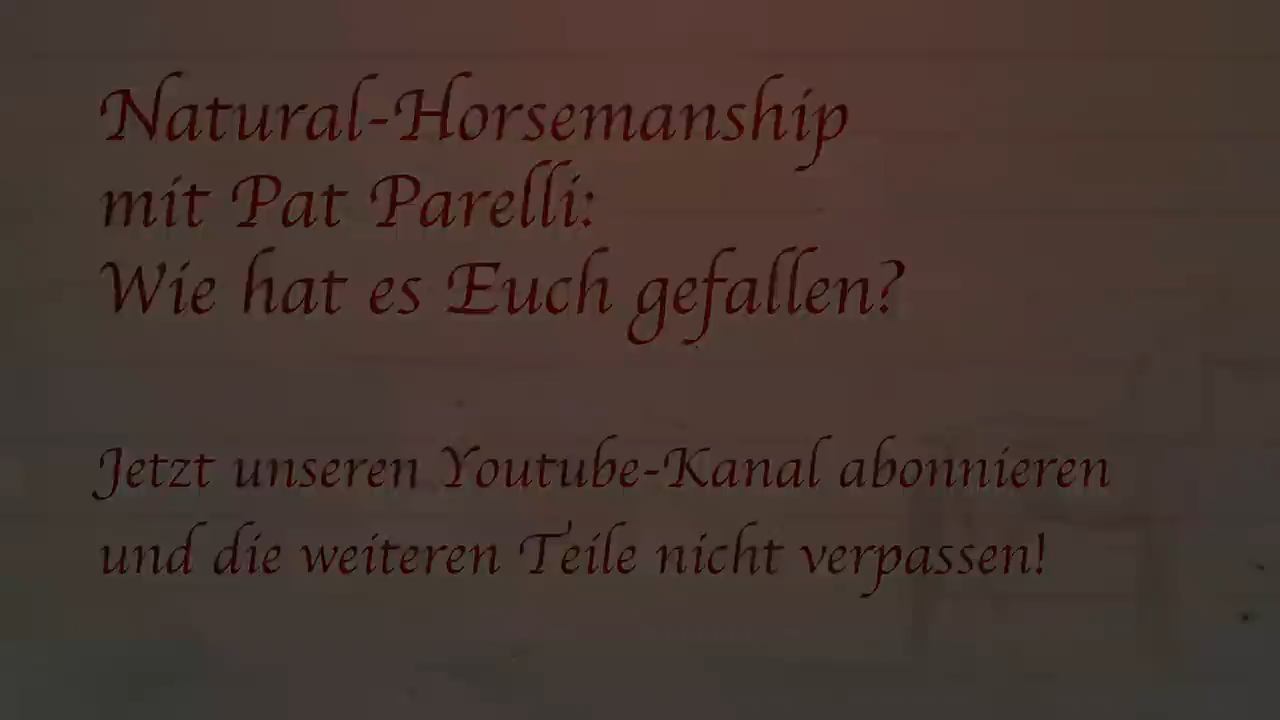 Natural-Horsemanship
mit Pat Parelli:
Wie hat es Euch gefallen?
Jetzt unseren Youtube-Kanal abonnieren
und die weiteren Teile nicht verpassen!